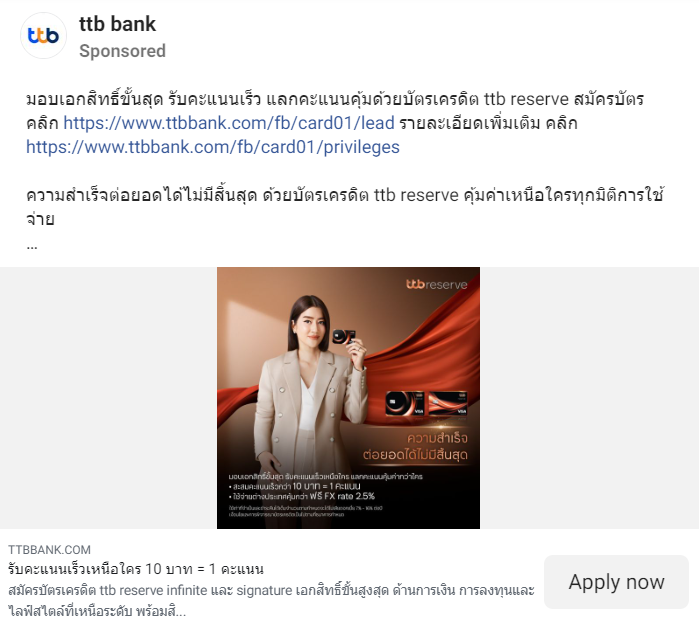 ttb bank
Sponsored
ttb
มอบเอกสิทธิ์ขั้นสุด รับคะแนนเร็ว แลกคะแนนคุ้มด้วยบัตรเครดิต ttb reserve สมัครบัตร
คลิก https://www.ttbbank.com/fb/card01/lead รายละเอียดเพิ่มเติม คลิก
https://www.ttbbank.com/fb/card01/privileges
ความสำเร็จต่อยอดได้ไม่มีสิ้นสุด ด้วยบัตรเครดิต ttb reserve คุ้มค่าเหนือใครทุกมิติการใช้
จ่าย
...
ttb reserve
VISA
VISA
ความสำเร็จ
ต่อยอดได้ไม่มีสิ้นสุด
มอบเอกสิทธิ์ขั้นสุด รับคะแนนเร็วเหนือใคร แลกคะแนนคุ้มค่ากว่าใคร
• สะสมคะแนนเร็วกว่า 10 บาท = 1 คะแนน
• ใช้จ่ายต่างประเทศคุ้มกว่า ฟรี FX rate 2.5%
TTBBANK.COM
รับคะแนนเร็วเหนือใคร 10 บาท = 1 คะแนน
สมัครบัตรเครดิต ttb reserve infinite และ signature เอกสิทธิ์ขั้นสูงสุด ด้านการเงิน การลงทุนและ
ไลฟ์สไตล์ที่เหนือระดับ พร้อมสิ...
Apply now